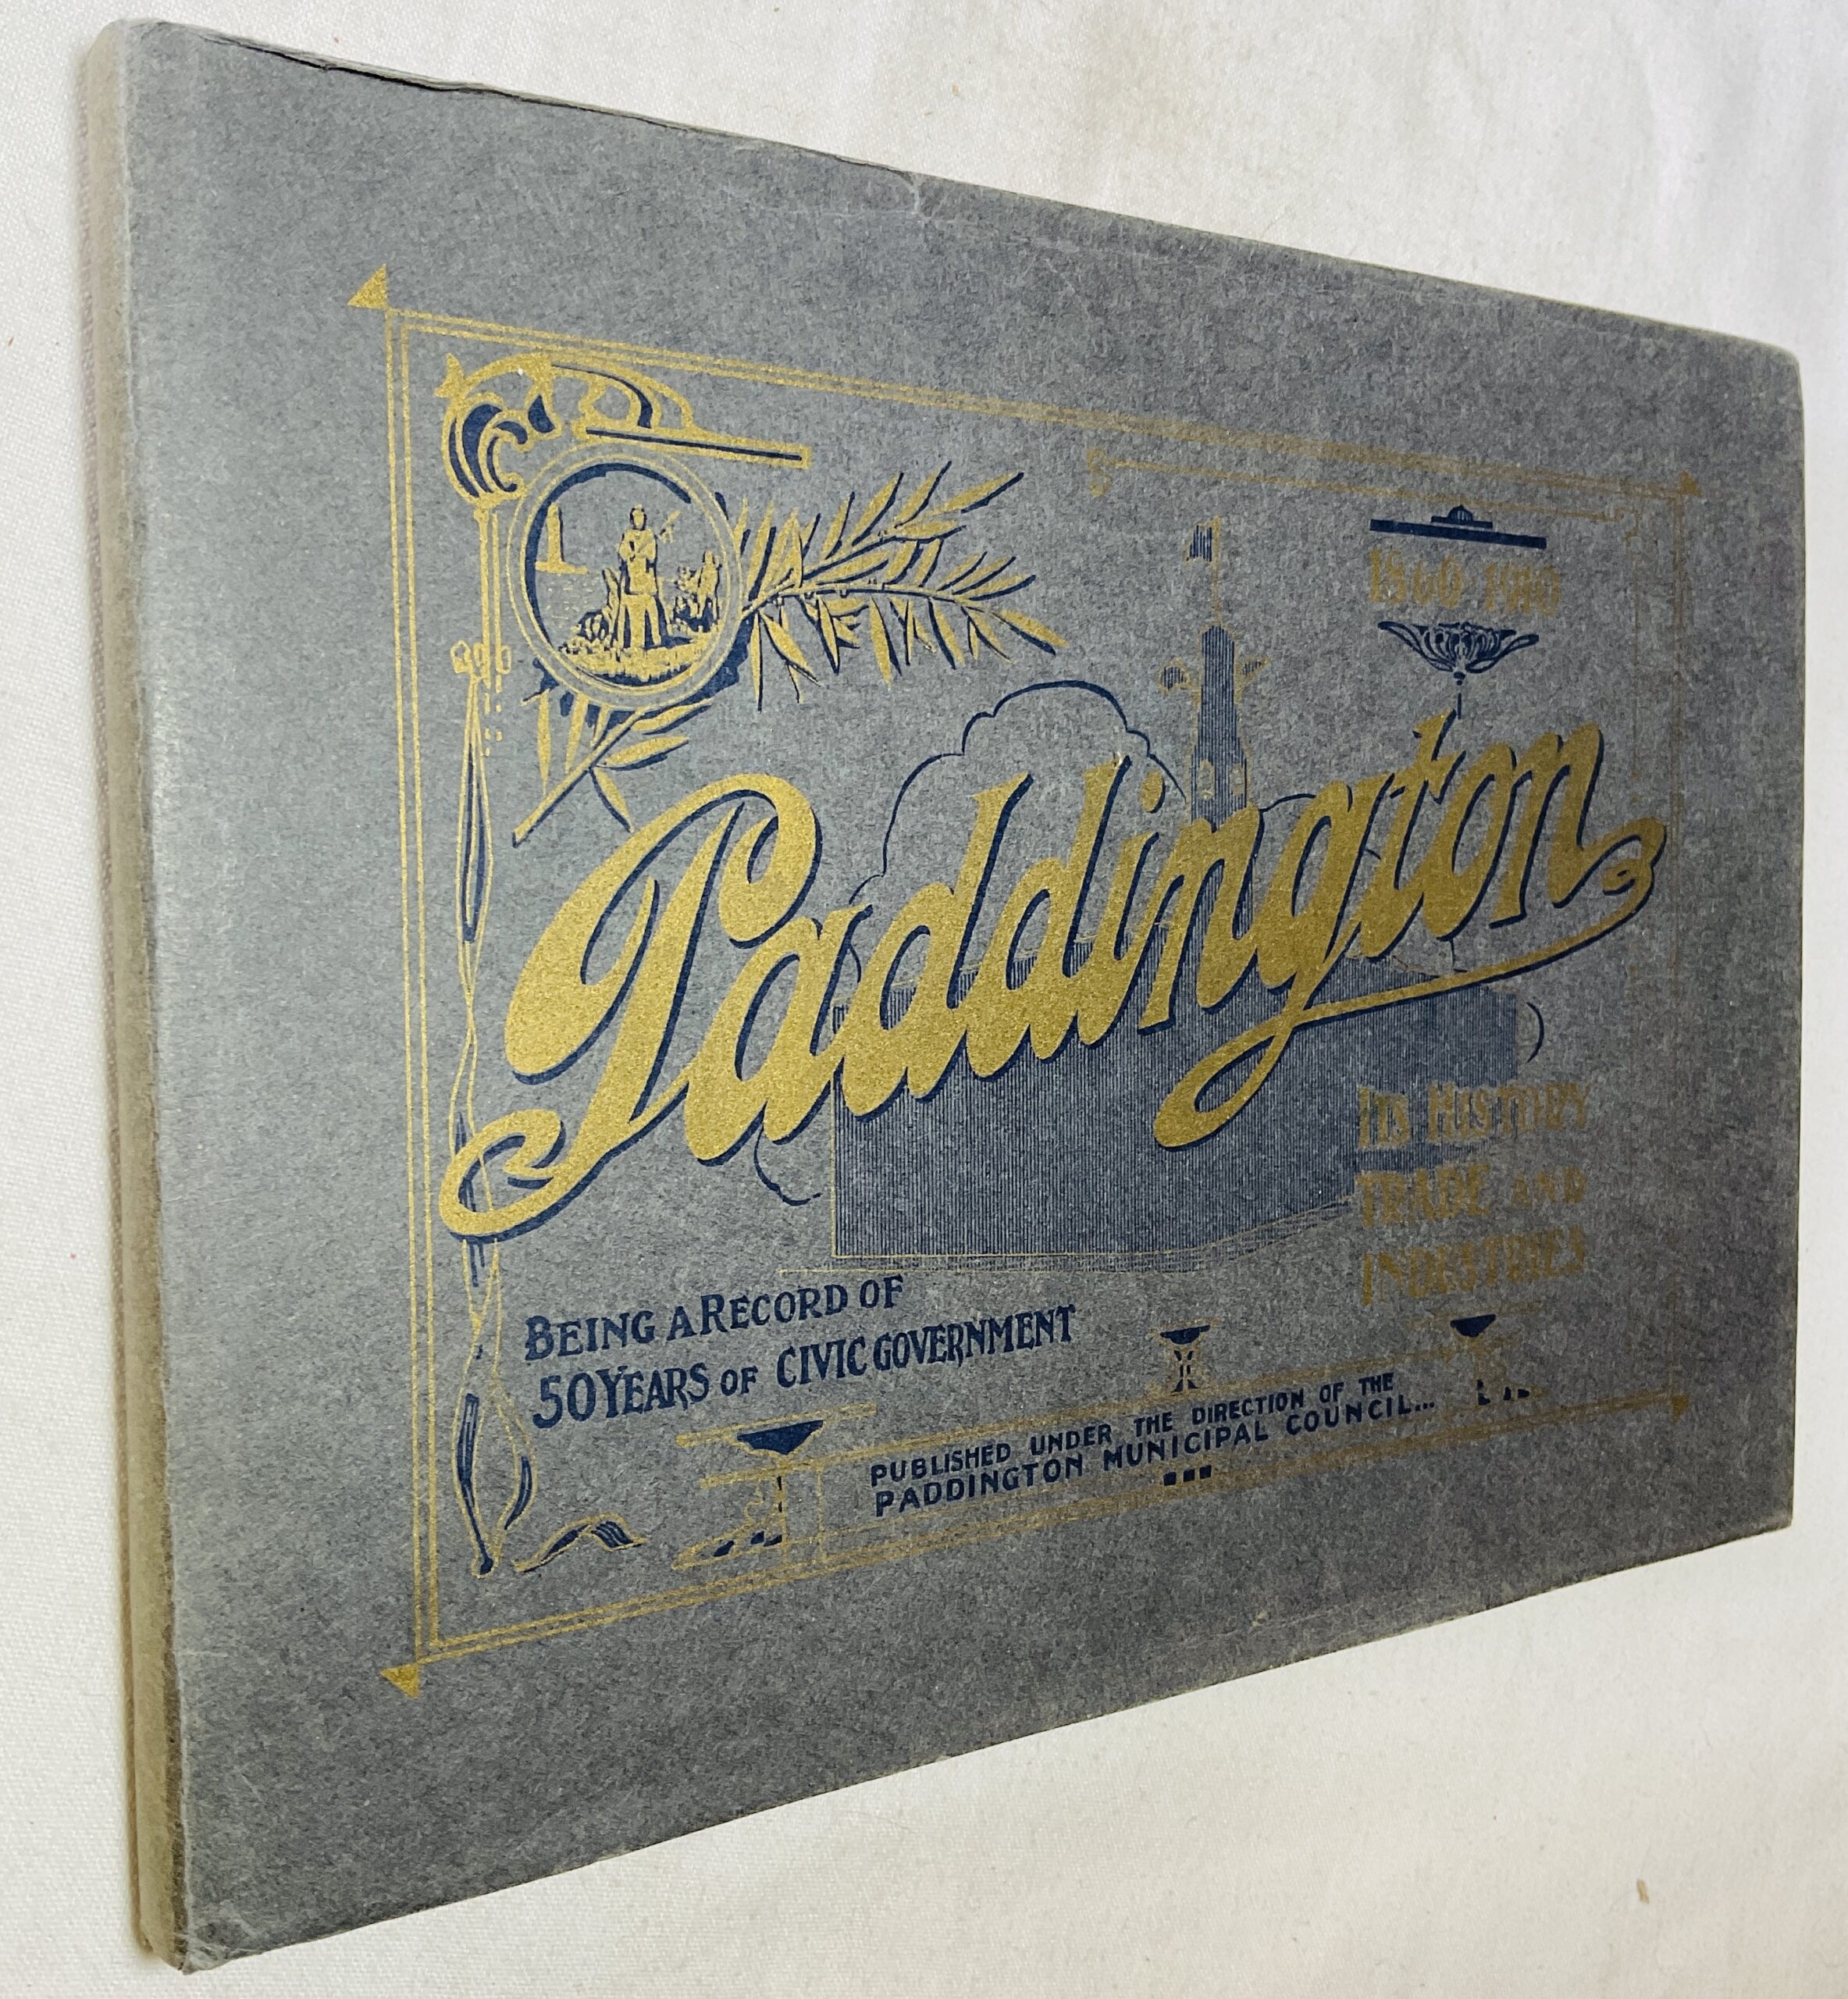 1860 1910
Paddington
ITS HISTORY
TRADE AND
INDUSTRIES
BEING A RECORD OF
50 YEARS OF CIVIC GOVERNMENT
PUBLISHED UNDER THE DIRECTION OF THE
PADDINGTON MUNICIPAL COUNCIL...